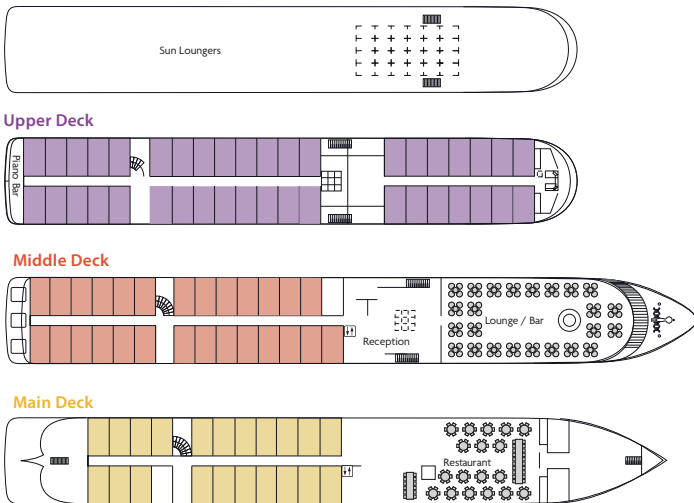 Sun Loungers
Upper Deck
Piano Bar
Middle Deck
Lounge / Bar
Reception
Main Deck
Restaurant